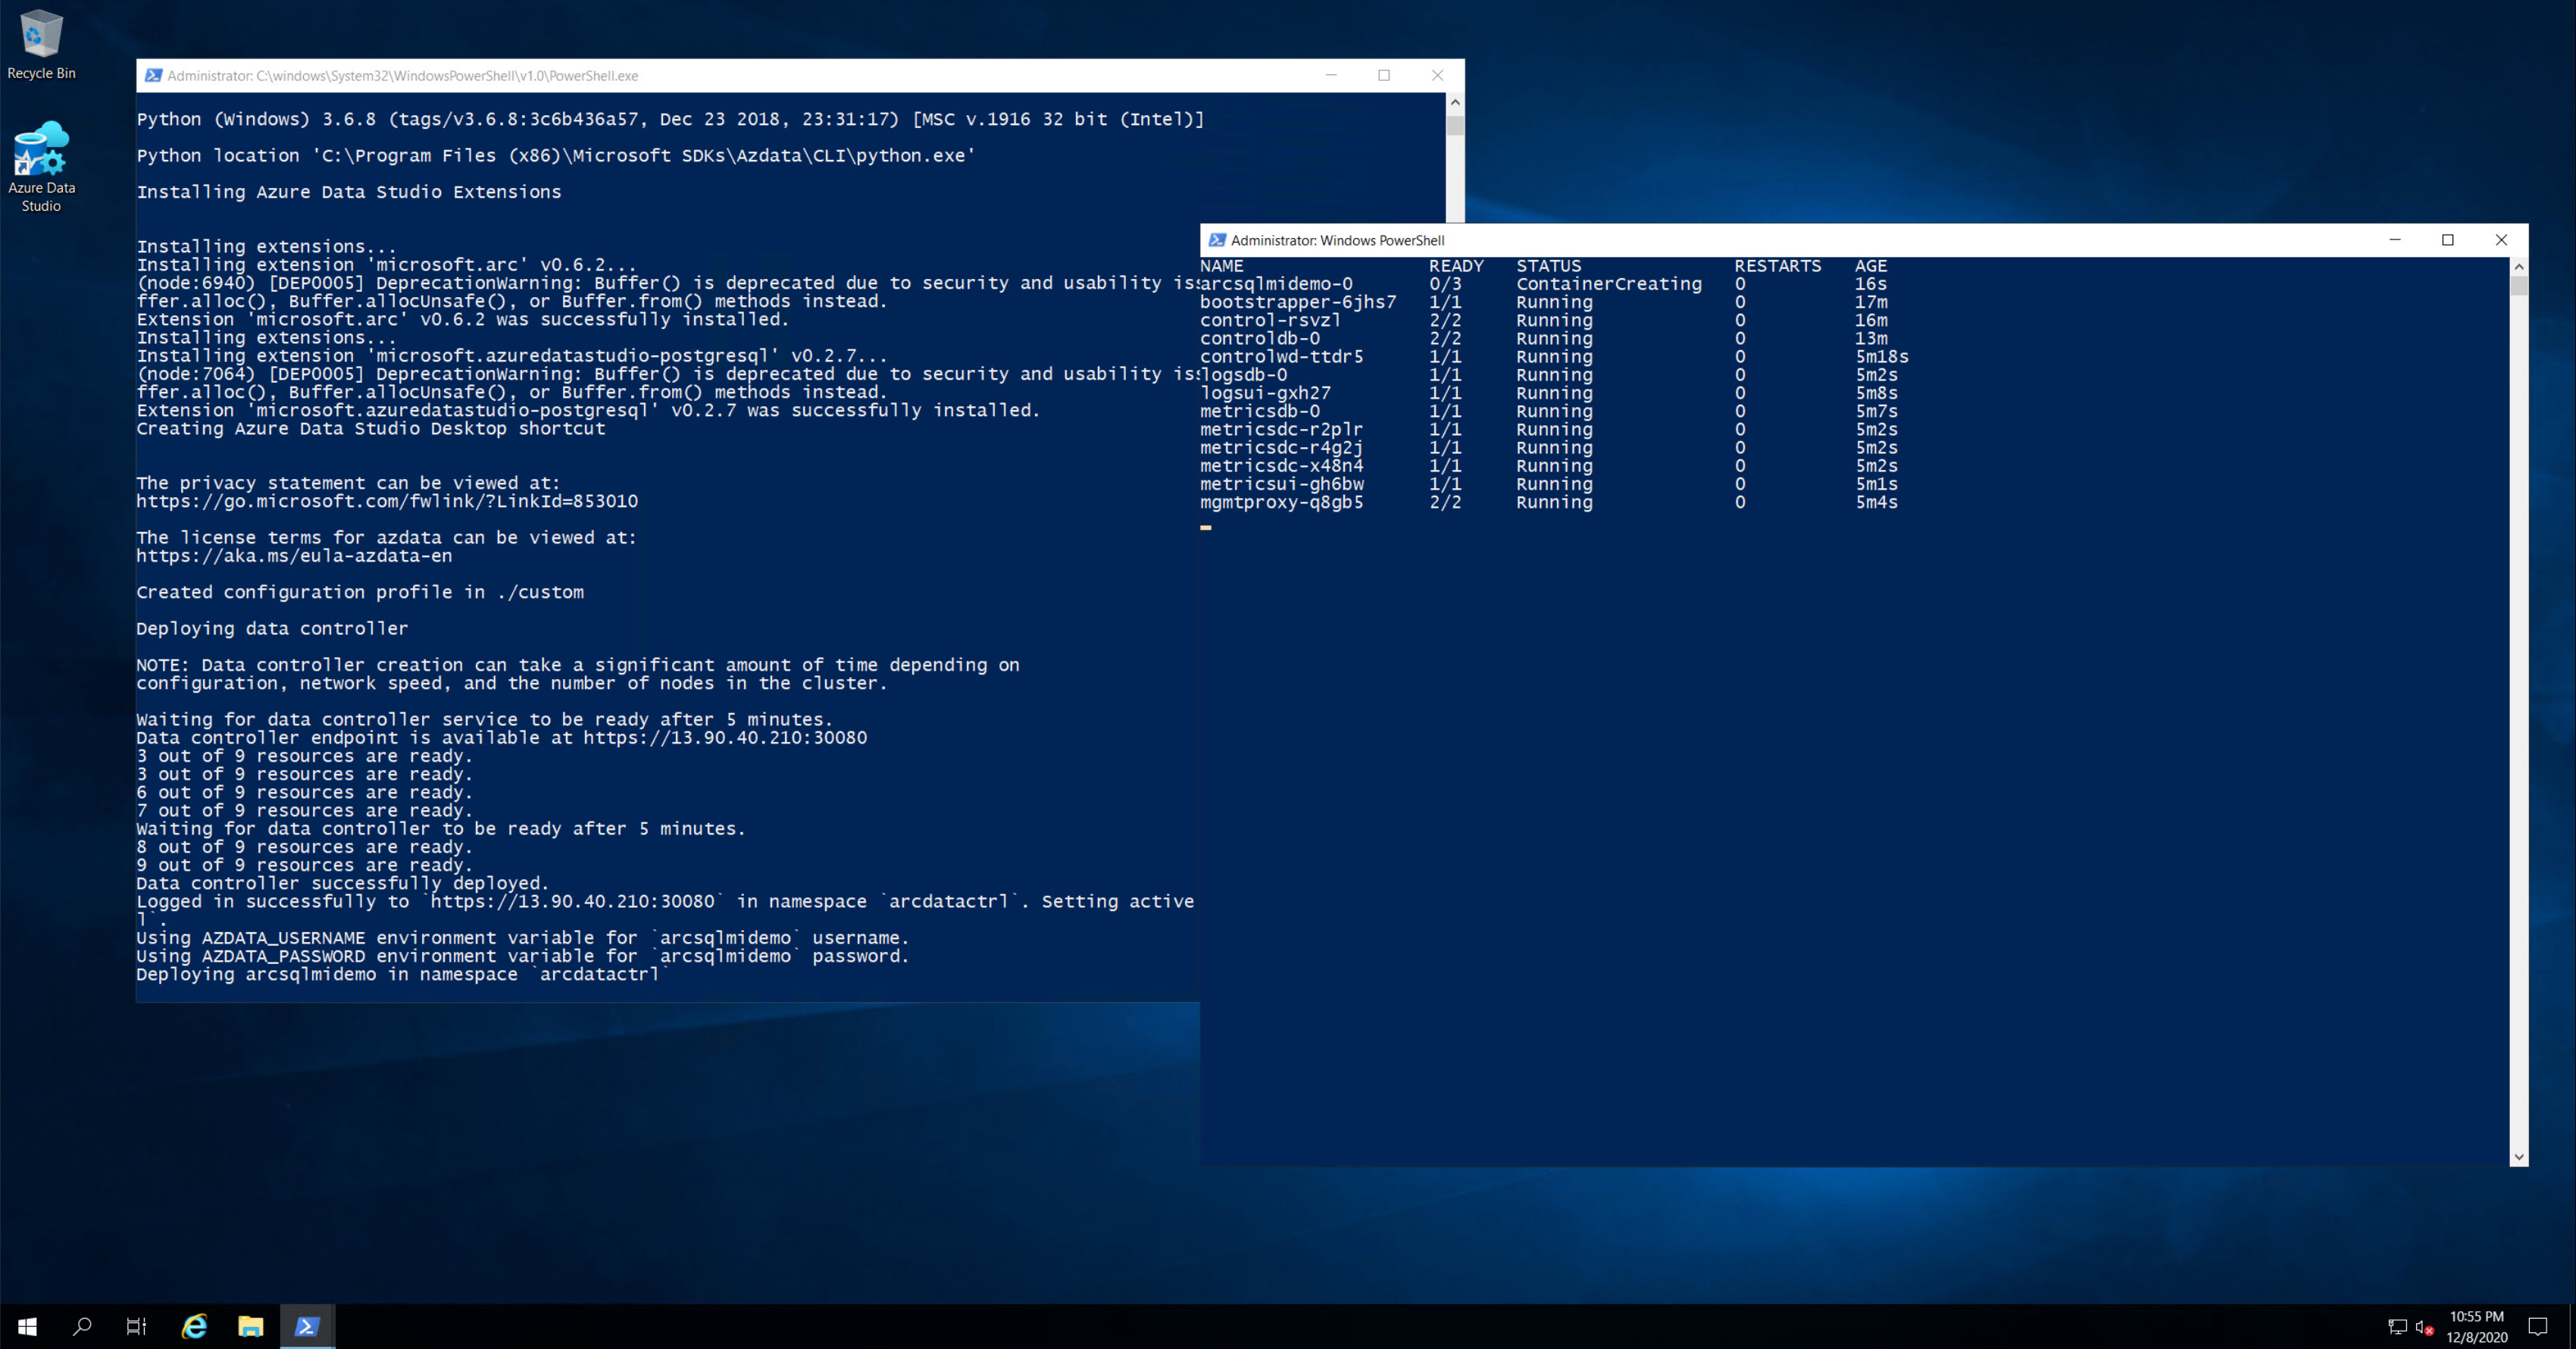 Recycle Bin
Azure Data
Studio
Administrator: C:\windows\System32\WindowsPowerShell\v1.0\PowerShell.exe
Python (Windows) 3.6.8 (tags/v3.6.8:3c6b436a57, Dec 23 2018, 23:31:17) [MSC v.1916 32 bit (Intel)]
Python location 'C:\Program Files (x86)\Microsoft SDKs\Azdata\CLI\python.exe'
Installing Azure Data Studio Extensions
Installing extensions...
Installing extension 'microsoft.arc' v0.6.2...
(node:6940) [DEP0005] DeprecationWarning: Buffer() is deprecated due to security and usability is
ffer.alloc(), Buffer.allocUnsafe(), or Buffer.from() methods instead.
Extension 'microsoft.arc' v0.6.2 was successfully installed.
Installing extensions...
Installing extension 'microsoft.azuredatastudio-postgresql' v0.2.7...
(node:7064) [DEP0005] DeprecationWarning: Buffer() is deprecated due to security and usability is
ffer.alloc(), Buffer.allocUnsafe(), or Buffer.from() methods instead.
Extension 'microsoft.azuredatastudio-postgresql' v0.2.7 was successfully installed.
Creating Azure Data Studio Desktop shortcut
The privacy statement can be viewed at:
https://go.microsoft.com/fwlink/?LinkId=853010
The license terms for azdata can be viewed at:
https://aka.ms/eula-azdata-en
Created configuration profile in ./custom
Deploying data controller
NOTE: Data controller creation can take a significant amount of time depending on
configuration, network speed, and the number of nodes in the cluster.
Waiting for data controller service to be ready after 5 minutes.
Data controller endpoint is available at https://13.90.40.210:30080
3 out of 9 resources are ready.
3 out of 9 resources are ready.
6 out of 9 resources are ready.
7 out of 9 resources are ready.
Waiting for data controller to be ready after 5 minutes.
8 out of 9 resources are ready.
9 out of 9 resources are ready.
Data controller successfully deployed.
Logged in successfully to `https://13.90.40.210:30080` in namespace `arcdatactrl`. Setting active
l`.
Using AZDATA_USERNAME environment variable for `arcsqlmidemo` username.
Using AZDATA_PASSWORD environment variable for `arcsqlmidemo` password.
Deploying arcsqlmidemo in namespace `arcdatactrl`
Administrator: Windows PowerShell
NAME READY STATUS RESTARTS AGE
arcsqlmidemo-0 0/3 ContainerCreating 0 16s
bootstrapper-6jhs7 1/1 Running 0 17m
control-rsvzl 2/2 Running 0 16m
controldb-0 2/2 Running 0 13m
controlwd-ttdr5 1/1 Running 0 5m18s
logsdb-0 1/1 Running 0 5m2s
logsui-gxh27 1/1 Running 0 5m8s
metricsdb-0 1/1 Running 0 5m7s
metricsdc-r2plr 1/1 Running 0 5m2s
metricsdc-r4g2j 1/1 Running 0 5m2s
metricsdc-x48n4 1/1 Running 0 5m2s
metricsui-gh6bw 1/1 Running 0 5m1s
mgmtproxy-q8gb5 2/2 Running 0 5m4s
10:55 PM
12/8/2020